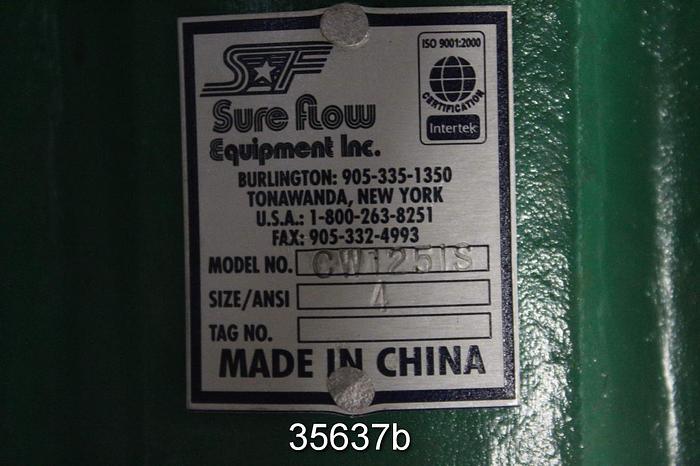 SF
ISO 9001:2000
CERTIFICATION
Intertek
Sure Flow
Equipment Inc.
BURLINGTON: 905-335-1350
TONAWANDA, NEW YORK
U.S.A.: 1-800-263-8251
FAX: 905-332-4993
MODEL NO. CW125IS
SIZE/ANSI 4
TAG NO.
MADE IN CHINA
35637b